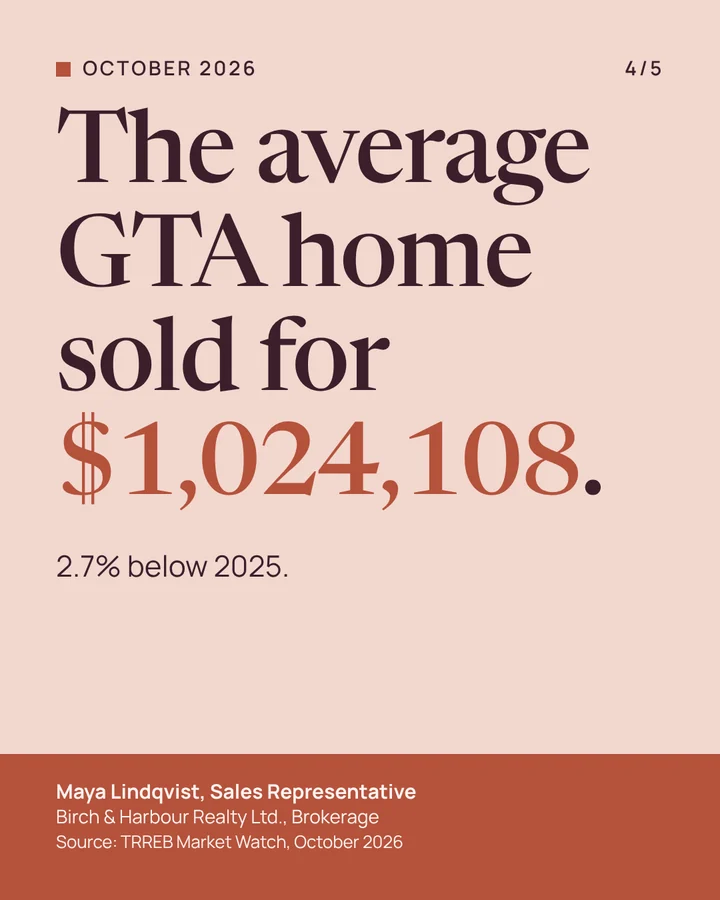 OCTOBER 2026
4/5
The average
GTA home
sold for
$1,024,108.
2.7% below 2025.
Maya Lindqvist, Sales Representative
Birch & Harbour Realty Ltd., Brokerage
Source: TRREB Market Watch, October 2026